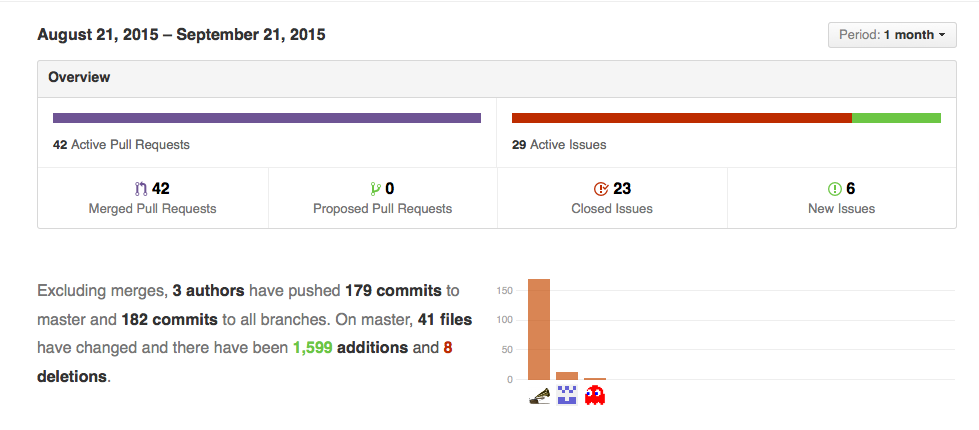 August 21, 2015 – September 21, 2015
Period: 1 month
Overview
42 Active Pull Requests
29 Active Issues
42
Merged Pull Requests
0
Proposed Pull Requests
23
Closed Issues
6
New Issues
Excluding merges, 3 authors have pushed 179 commits to
master and 182 commits to all branches. On master, 41 files
have changed and there have been 1,599 additions and 8
deletions.
150
100
50
0